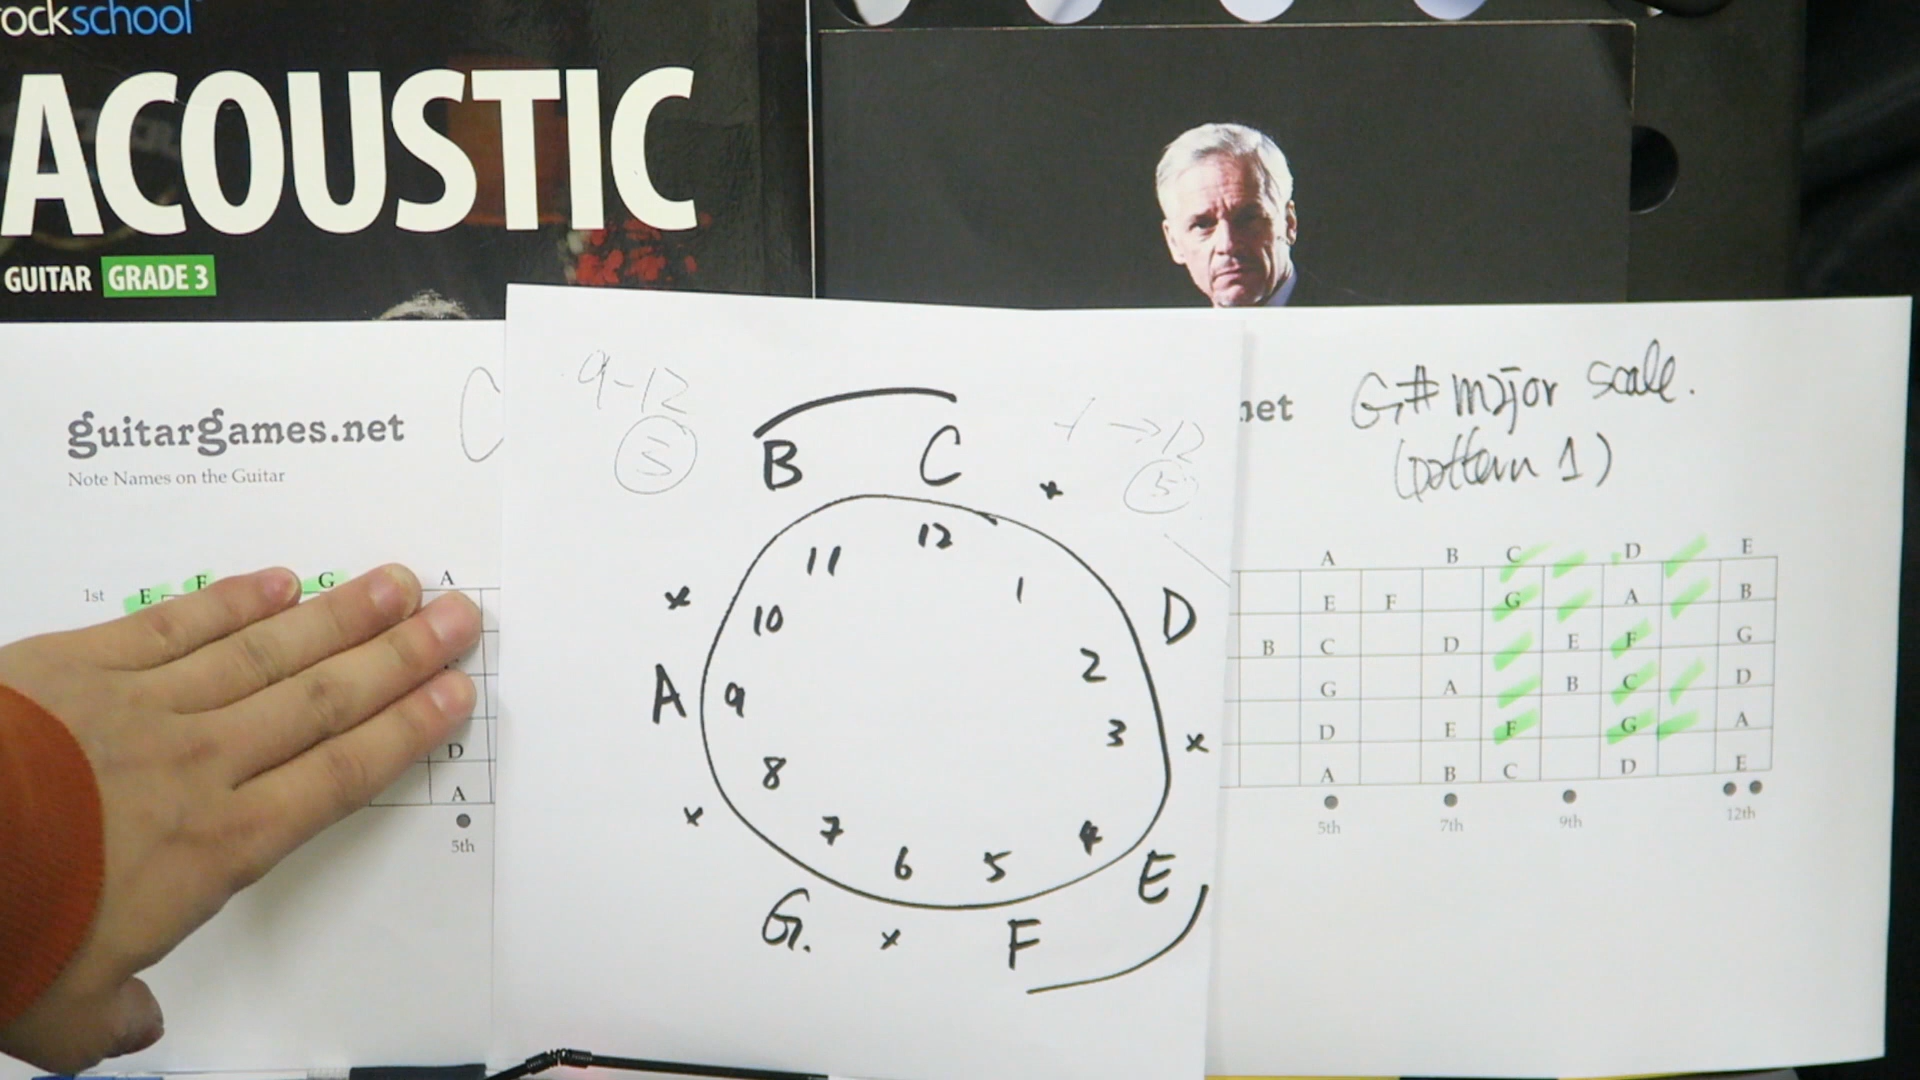 ockschool
ACOUSTIC
GUITAR GRADE 3
guitargames.net
Note Names on the Guitar
C
1st E F G A
D
A
5th
9-12
B C
1 → 12
5
12
11
1
10
D
2
A 9
3
8
7
4
6 5
E
G.
F
net
G# major scale.
(pattern 1)
A B C D E
E F G A B
B C D E F G
G A B C D
D E F G A
A B C D E
5th 7th 9th 12th